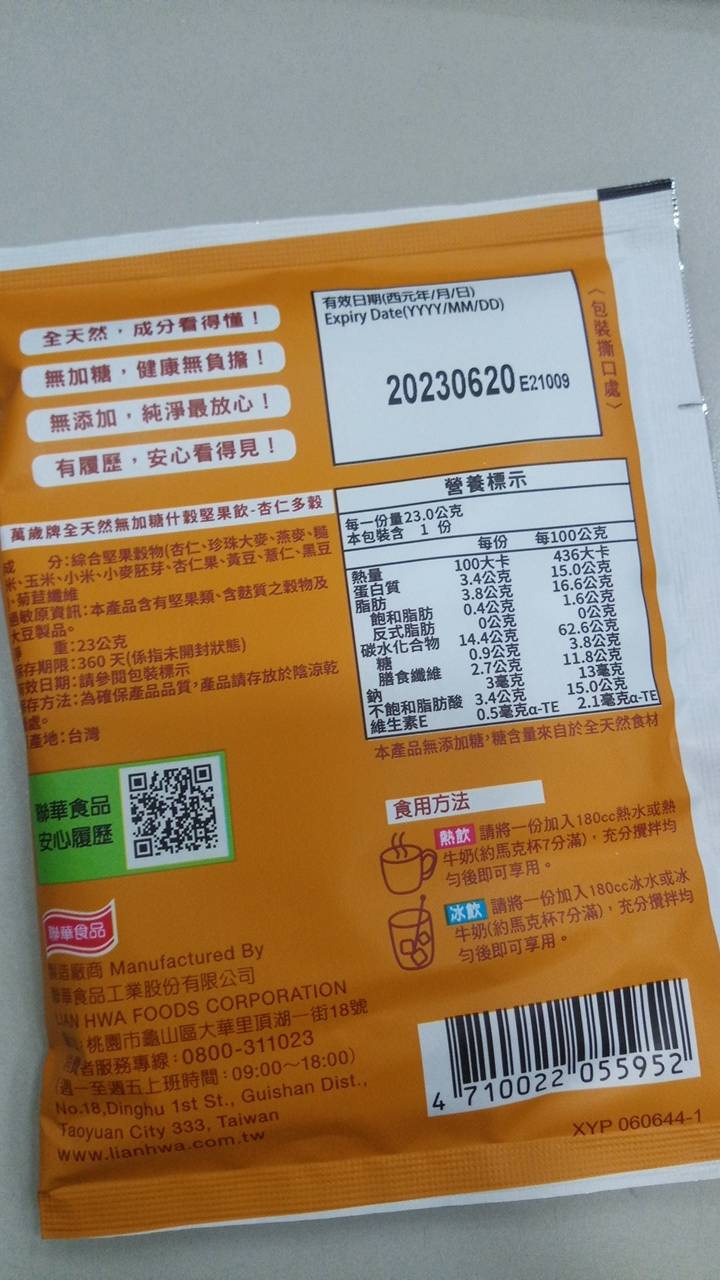 有效日期(西元年/月/日)
Expiry Date(YYYY/MM/DD)
20230620 E21009
〈包裝撕口處〉
全天然，成分看得懂！
無加糖，健康無負擔！
無添加，純淨最放心！
有履歷，安心看得見！
萬歲牌全天然無加糖什穀堅果飲-杏仁多穀
成 分:綜合堅果穀物(杏仁、珍珠大麥、燕麥、糙
米、玉米、小米、小麥胚芽、杏仁果、黃豆、薏仁、黑豆
、菊苣纖維
過敏原資訊:本產品含有堅果類、含麩質之穀物及
大豆製品。
重:23公克
保存期限:360 天(係指未開封狀態)
有效日期:請參閱包裝標示
保存方法:為確保產品品質,產品請存放於陰涼乾
處。
產地:台灣
營養標示
每一份量23.0公克
本包裝含 1 份
每份 每100公克
熱量 100大卡 436大卡
蛋白質 3.4公克 15.0公克
脂肪 3.8公克 16.6公克
飽和脂肪 0.4公克 1.6公克
反式脂肪 0公克 0公克
碳水化合物 14.4公克 62.6公克
糖 0.9公克 3.8公克
膳食纖維 2.7公克 11.8公克
鈉 3毫克 13毫克
不飽和脂肪酸 3.4公克 15.0公克
維生素E 0.5毫克α-TE 2.1毫克α-TE
本產品無添加糖,糖含量來自於全天然食材
聯華食品
安心履歷
食用方法
熱飲 請將一份加入180cc熱水或熱
牛奶(約馬克杯7分滿)，充分攪拌均
勻後即可享用。
冰飲 請將一份加入180cc冰水或冰
牛奶(約馬克杯7分滿)，充分攪拌均
勻後即可享用。
聯華食品
製造廠商 Manufactured By
聯華食品工業股份有限公司
LIAN HWA FOODS CORPORATION
桃園市龜山區大華里頂湖一街18號
消費者服務專線:0800-311023
(週一至週五上班時間:09:00～18:00)
No.18,Dinghu 1st St., Guishan Dist.,
Taoyuan City 333, Taiwan
www.lianhwa.com.tw
4 710022 055952
XYP 060644-1